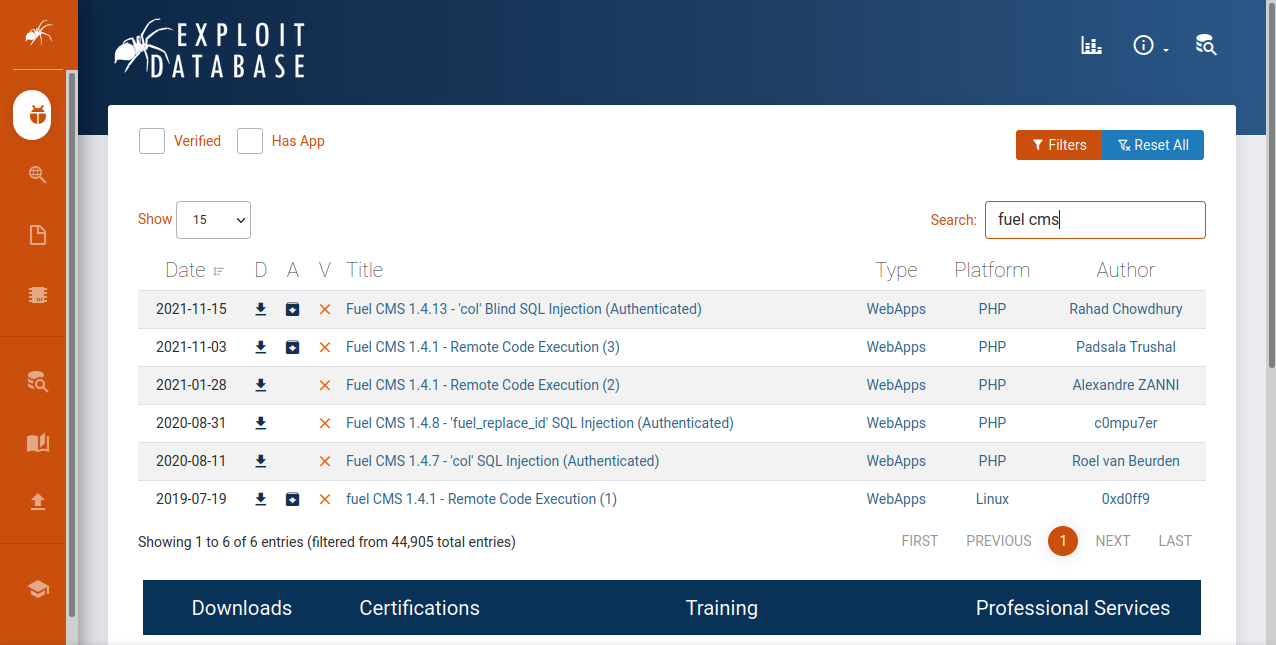 EXPLOIT
DATABASE
Verified Has App
Filters Reset All
Show 15 Search: fuel cms
Date D A V Title Type Platform Author
2021-11-15 Fuel CMS 1.4.13 - 'col' Blind SQL Injection (Authenticated) WebApps PHP Rahad Chowdhury
2021-11-03 Fuel CMS 1.4.1 - Remote Code Execution (3) WebApps PHP Padsala Trushal
2021-01-28 Fuel CMS 1.4.1 - Remote Code Execution (2) WebApps PHP Alexandre ZANNI
2020-08-31 Fuel CMS 1.4.8 - 'fuel_replace_id' SQL Injection (Authenticated) WebApps PHP c0mpu7er
2020-08-11 Fuel CMS 1.4.7 - 'col' SQL Injection (Authenticated) WebApps PHP Roel van Beurden
2019-07-19 fuel CMS 1.4.1 - Remote Code Execution (1) WebApps Linux 0xd0ff9
Showing 1 to 6 of 6 entries (filtered from 44,905 total entries) FIRST PREVIOUS 1 NEXT LAST
Downloads Certifications Training Professional Services